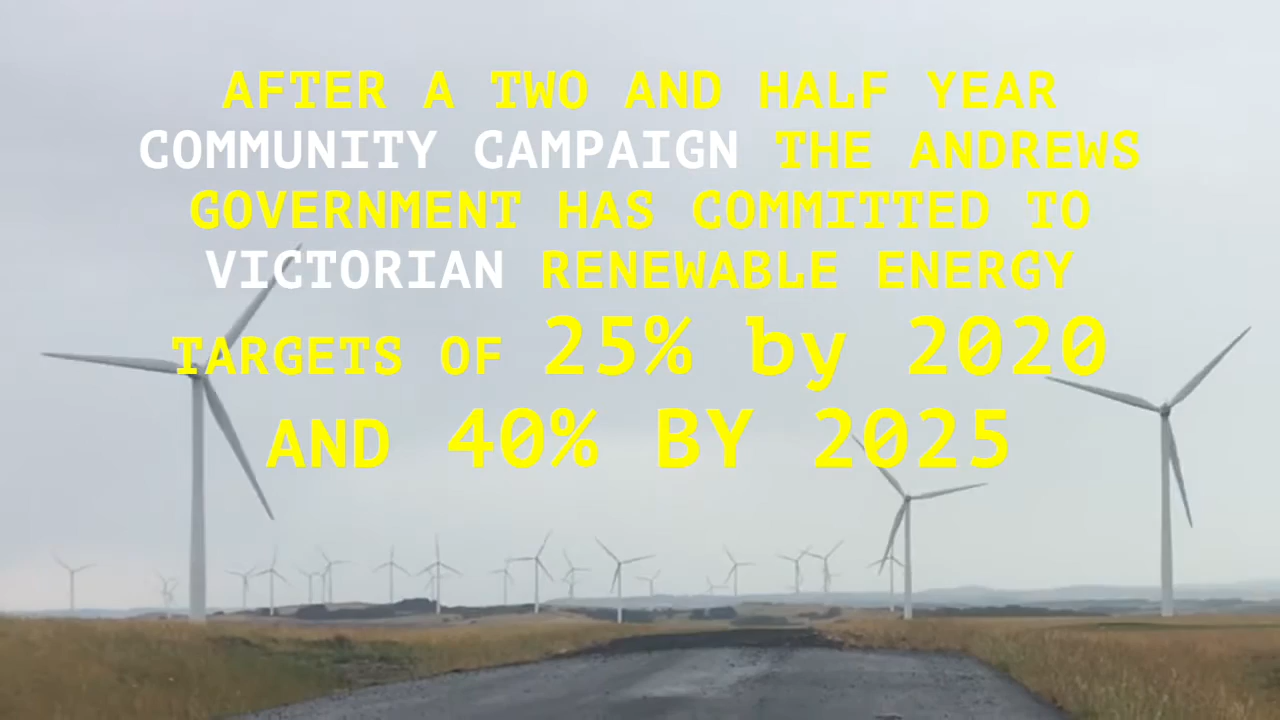 AFTER A TWO AND HALF YEAR
COMMUNITY CAMPAIGN THE ANDREWS
GOVERNMENT HAS COMMITTED TO
VICTORIAN RENEWABLE ENERGY
TARGETS OF 25% by 2020
AND 40% BY 2025